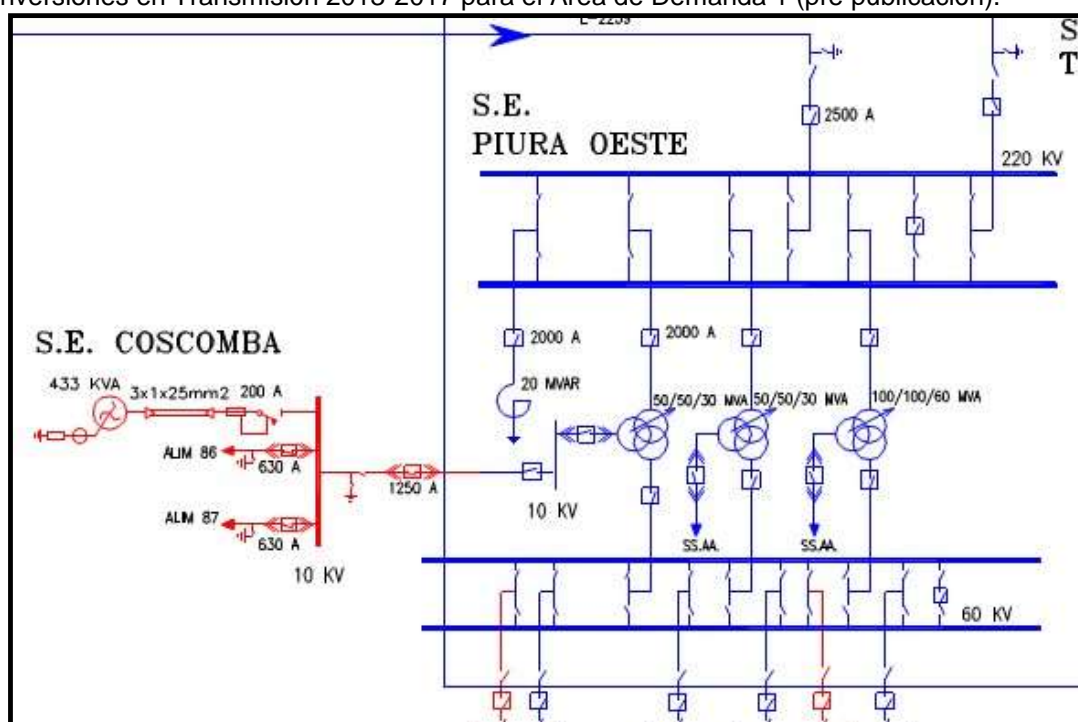 nversiones en Transmisión 2013-2017 para el Área de Demanda 1 (pre publicación).
L-2239
S
T
S.E.
PIURA OESTE
2500 A
220 KV
S.E. COSCOMBA
2000 A
2000 A
433 KVA
3x1x25mm2
200 A
20 MVAR
50/50/30 MVA
50/50/30 MVA
100/100/60 MVA
ALIM 86
630 A
1250 A
10 KV
ALIM 87
630 A
SS.AA.
SS.AA.
10 KV
60 KV